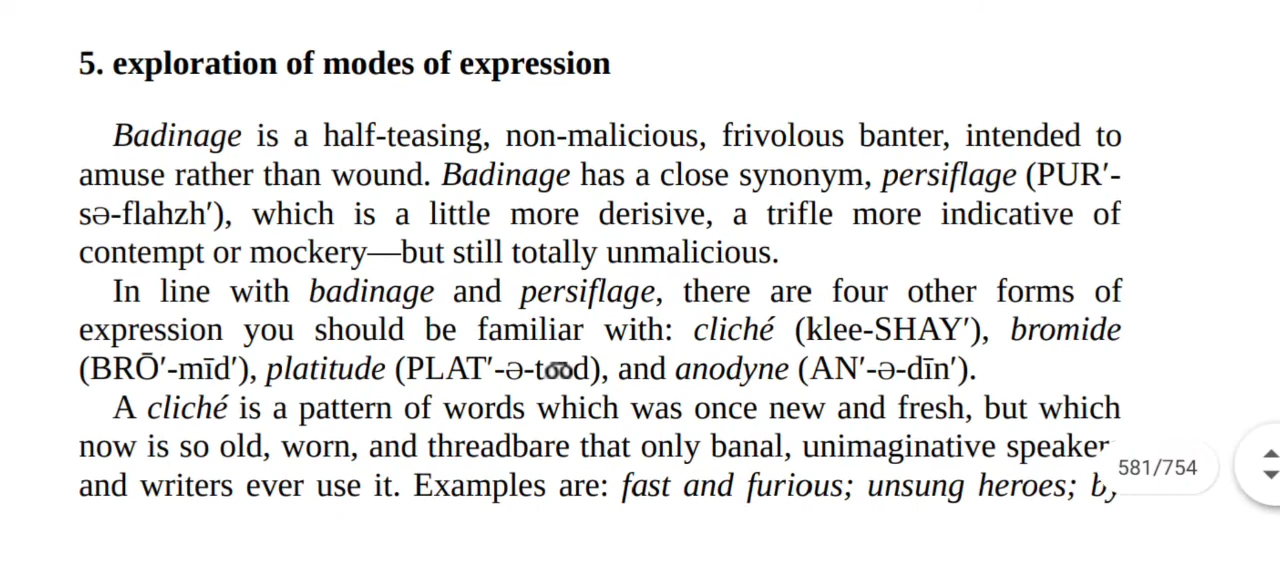 5. exploration of modes of expression
Badinage is a half-teasing, non-malicious, frivolous banter, intended to
amuse rather than wound. Badinage has a close synonym, persiflage (PUR′-
sə-flahzh′), which is a little more derisive, a trifle more indicative of
contempt or mockery—but still totally unmalicious.
In line with badinage and persiflage, there are four other forms of
expression you should be familiar with: cliché (klee-SHAY′), bromide
(BRŌ′-mīd′), platitude (PLAT′-ə-to͞od), and anodyne (AN′-ə-dīn′).
A cliché is a pattern of words which was once new and fresh, but which
now is so old, worn, and threadbare that only banal, unimaginative speakers
581/754
and writers ever use it. Examples are: fast and furious; unsung heroes; by